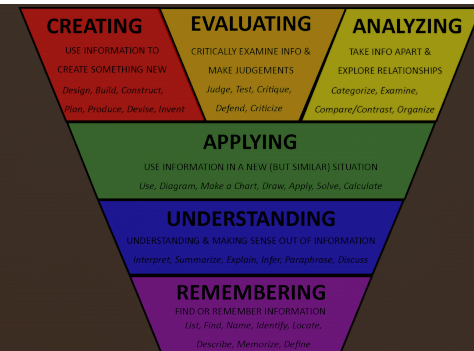 CREATING
USE INFORMATION TO
CREATE SOMETHING NEW
Design, Build, Construct,
Plan, Produce, Devise, Invent
EVALUATING
CRITICALLY EXAMINE INFO &
MAKE JUDGEMENTS
Judge, Test, Critique,
Defend, Criticize
ANALYZING
TAKE INFO APART &
EXPLORE RELATIONSHIPS
Categorize, Examine,
Compare/Contrast, Organize
APPLYING
USE INFORMATION IN A NEW (BUT SIMILAR) SITUATION
Use, Diagram, Make a Chart, Draw, Apply, Solve, Calculate
UNDERSTANDING
UNDERSTANDING & MAKING SENSE OUT OF INFORMATION
Interpret, Summarize, Explain, Infer, Paraphrase, Discuss
REMEMBERING
FIND OR REMEMBER INFORMATION
List, Find, Name, Identify, Locate,
Describe, Memorize, Define